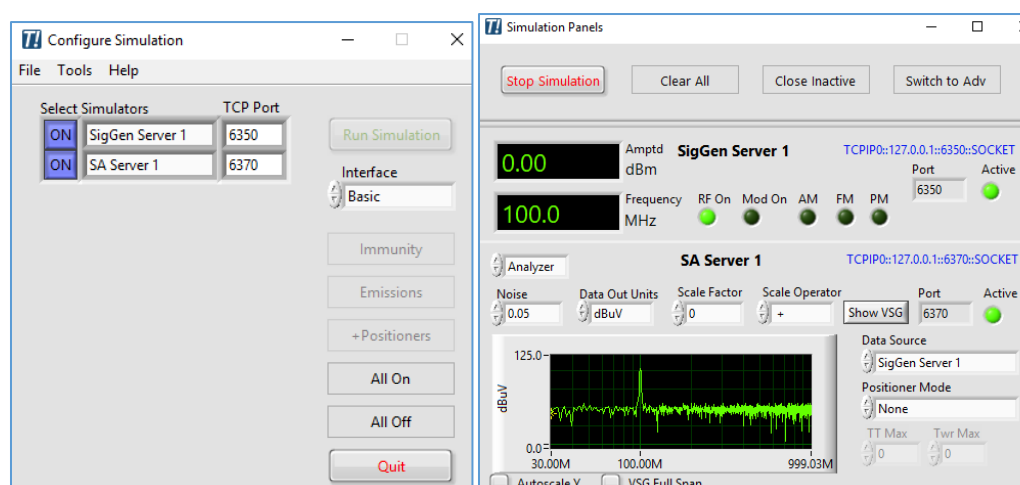 Configure Simulation
File Tools Help
Select Simulators TCP Port
ON SigGen Server 1 6350
ON SA Server 1 6370
Run Simulation
Interface
Basic
Immunity
Emissions
+Positioners
All On
All Off
Quit
Simulation Panels
Stop Simulation Clear All Close Inactive Switch to Adv
0.00 Amptd dBm SigGen Server 1 TCPIP0::127.0.0.1::6350::SOCKET
Port Active
6350
100.0 Frequency MHz RF On Mod On AM FM PM
Analyzer SA Server 1 TCPIP0::127.0.0.1::6370::SOCKET
Noise Data Out Units Scale Factor Scale Operator Port Active
0.05 dBuV 0 + Show VSG 6370
125.0
dBuV
0.0
30.00M 100.00M 999.03M
Data Source
SigGen Server 1
Positioner Mode
None
TT Max Twr Max
0 0
Autoscale Y VSG Full Span